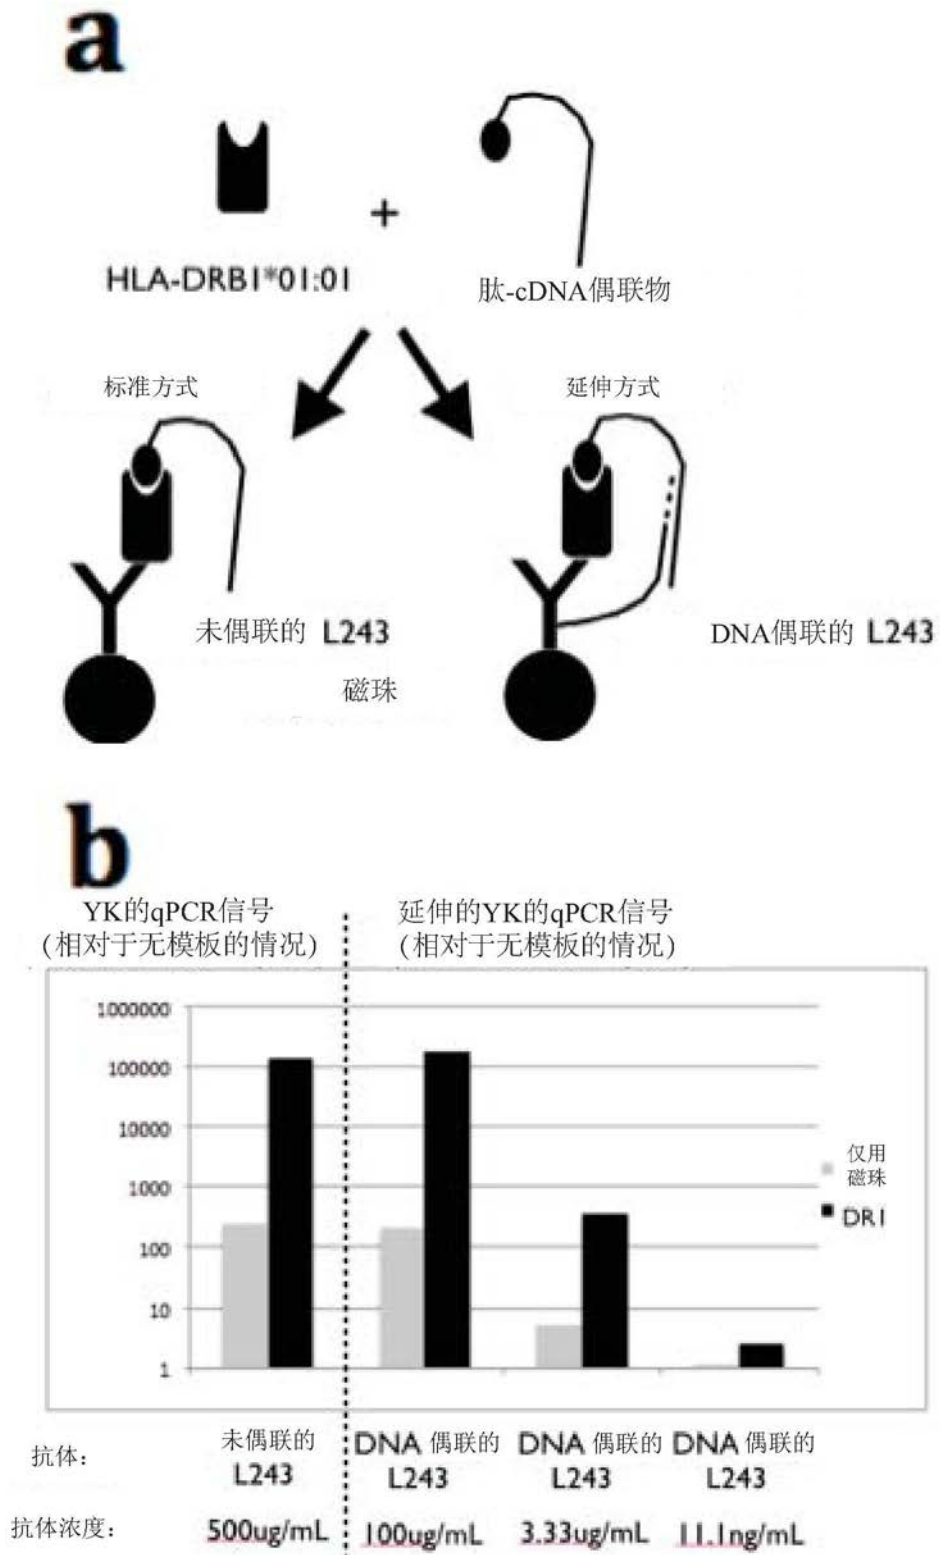 a
+
HLA-DRB1*01:01
肽-cDNA偶联物
标准方式
延伸方式
未偶联的 L243
DNA偶联的 L243
磁珠
b
YK的qPCR信号
(相对于无模板的情况)
延伸的YK的qPCR信号
(相对于无模板的情况)
1000000
100000
10000
1000
100
10
1
仅用
磁珠
DR1
抗体：
未偶联的
L243
DNA 偶联的
L243
DNA 偶联的
L243
DNA 偶联的
L243
抗体浓度：
500ug/mL
100ug/mL
3.33ug/mL
11.1ng/mL